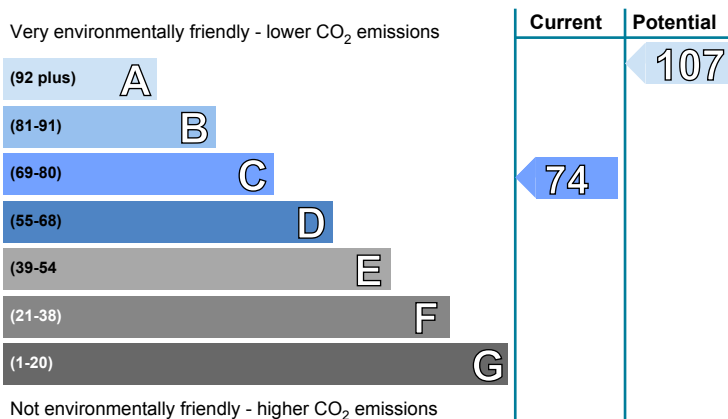 Current Potential
Very environmentally friendly - lower CO2 emissions
107
(92 plus) A
(81-91) B
(69-80) C 74
(55-68) D
(39-54 E
(21-38) F
(1-20) G
Not environmentally friendly - higher CO2 emissions